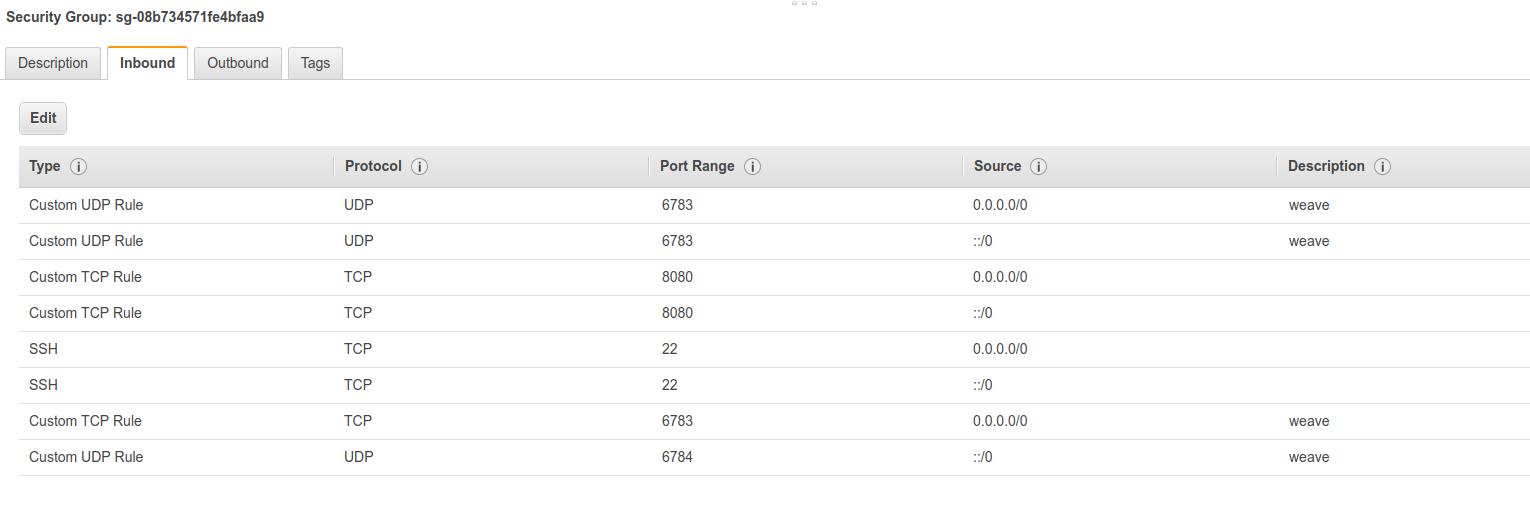 Security Group: sg-08b734571fe4bfaa9
Description Inbound Outbound Tags
Edit
Type i Protocol i Port Range i Source i Description i
Custom UDP Rule UDP 6783 0.0.0.0/0 weave
Custom UDP Rule UDP 6783 ::/0 weave
Custom TCP Rule TCP 8080 0.0.0.0/0
Custom TCP Rule TCP 8080 ::/0
SSH TCP 22 0.0.0.0/0
SSH TCP 22 ::/0
Custom TCP Rule TCP 6783 0.0.0.0/0 weave
Custom UDP Rule UDP 6784 ::/0 weave